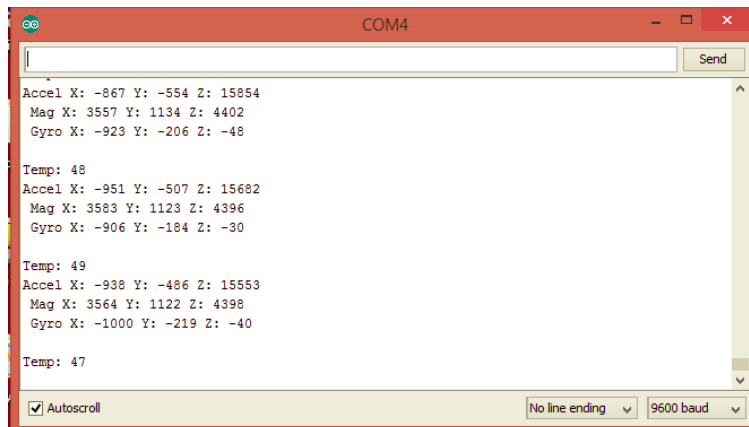 COM4
Send
Accel X: -867 Y: -554 Z: 15854
Mag X: 3557 Y: 1134 Z: 4402
Gyro X: -923 Y: -206 Z: -48
Temp: 48
Accel X: -951 Y: -507 Z: 15682
Mag X: 3583 Y: 1123 Z: 4396
Gyro X: -906 Y: -184 Z: -30
Temp: 49
Accel X: -938 Y: -486 Z: 15553
Mag X: 3564 Y: 1122 Z: 4398
Gyro X: -1000 Y: -219 Z: -40
Temp: 47
Autoscroll
No line ending
9600 baud